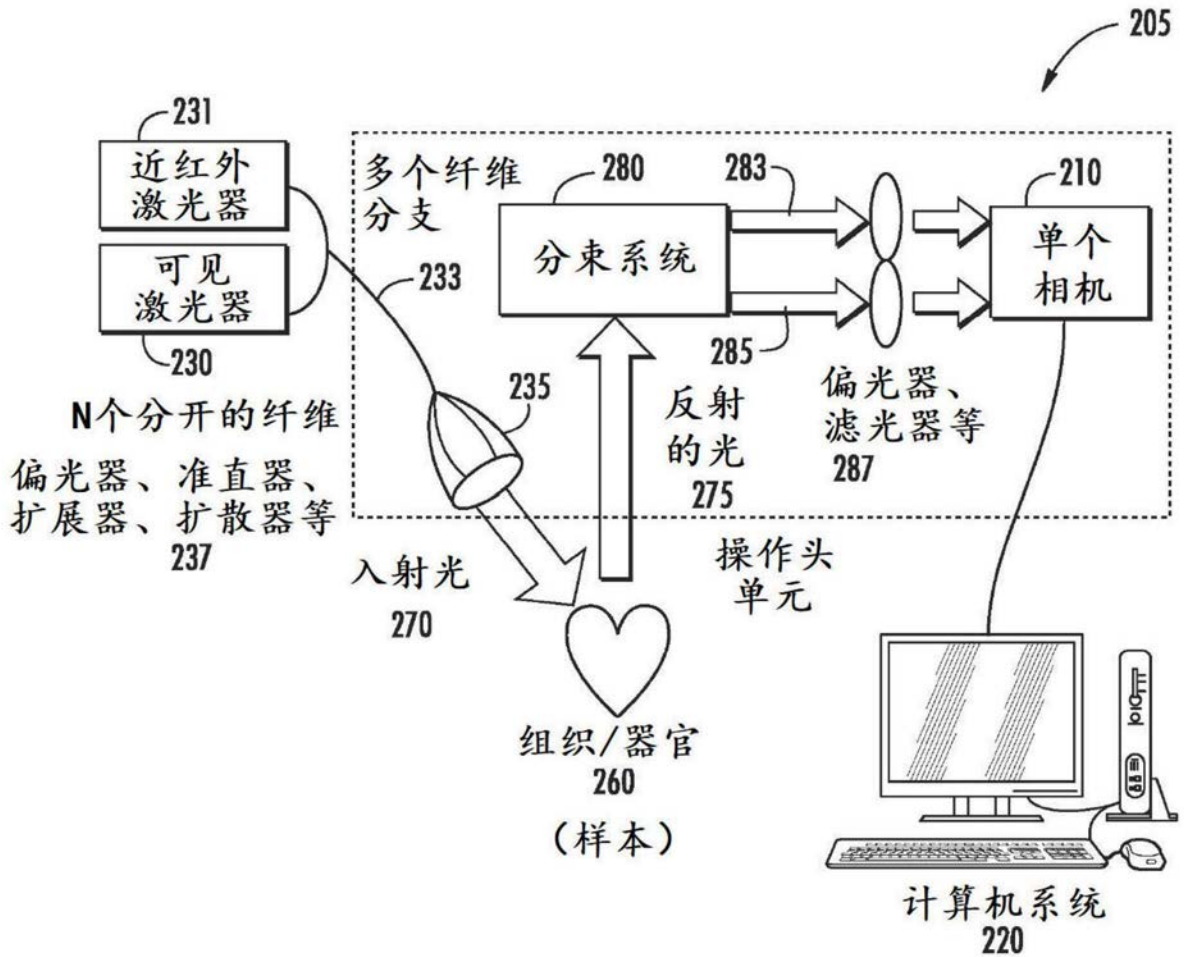 205
231
近红外
激光器
可见
激光器
230
N个分开的纤维
偏光器、准直器、
扩展器、扩散器等
237
多个纤维
分支
233
235
280
分束系统
283
285
210
单个
相机
偏光器、
滤光器等
287
反射
的光
275
操作头
单元
入射光
270
组织/器官
260
(样本)
计算机系统
220